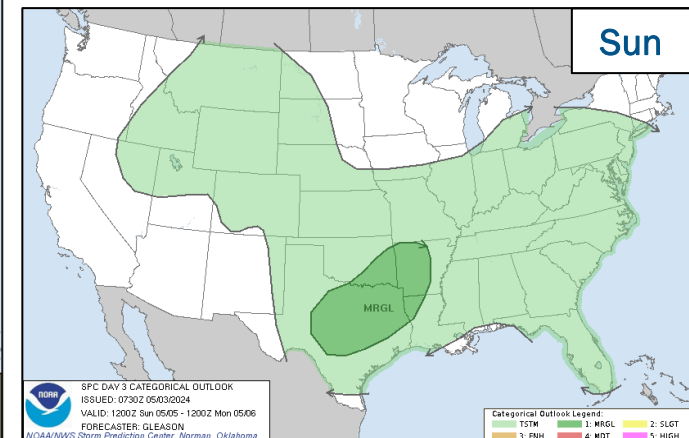 Sun
MRGL
NOAA
SPC DAY 3 CATEGORICAL OUTLOOK
ISSUED: 0730Z 05/03/2024
VALID: 1200Z Sun 05/05 - 1200Z Mon 05/06
FORECASTER: GLEASON
NOAA/NWS Storm Prediction Center, Norman, Oklahoma
Categorical Outlook Legend:
TSTM 1: MRGL 2: SLGT
3: ENH 4: MDT 5: HIGH